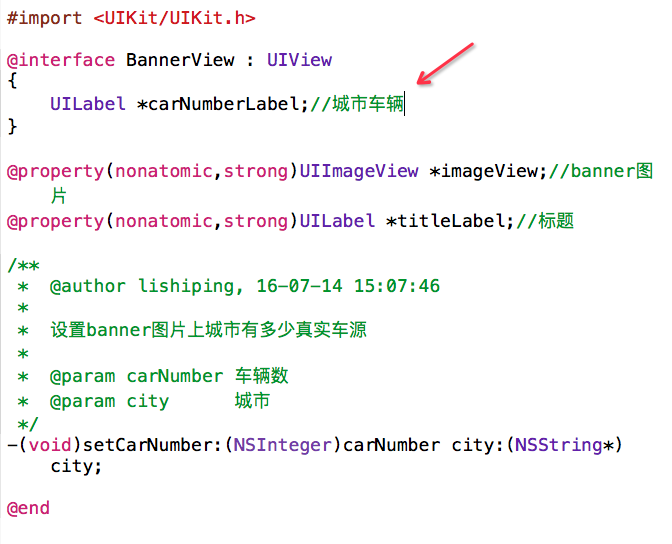 #import <UIKit/UIKit.h>
@interface BannerView : UIView
{
    UILabel *carNumberLabel;//城市车辆
}
@property(nonatomic,strong)UIImageView *imageView;//banner图
    片
@property(nonatomic,strong)UILabel *titleLabel;//标题
/**
 *  @author lishiping, 16-07-14 15:07:46
 *
 *  设置banner图片上城市有多少真实车源
 *
 *  @param carNumber 车辆数
 *  @param city      城市
 */
-(void)setCarNumber:(NSInteger)carNumber city:(NSString*)
    city;
@end